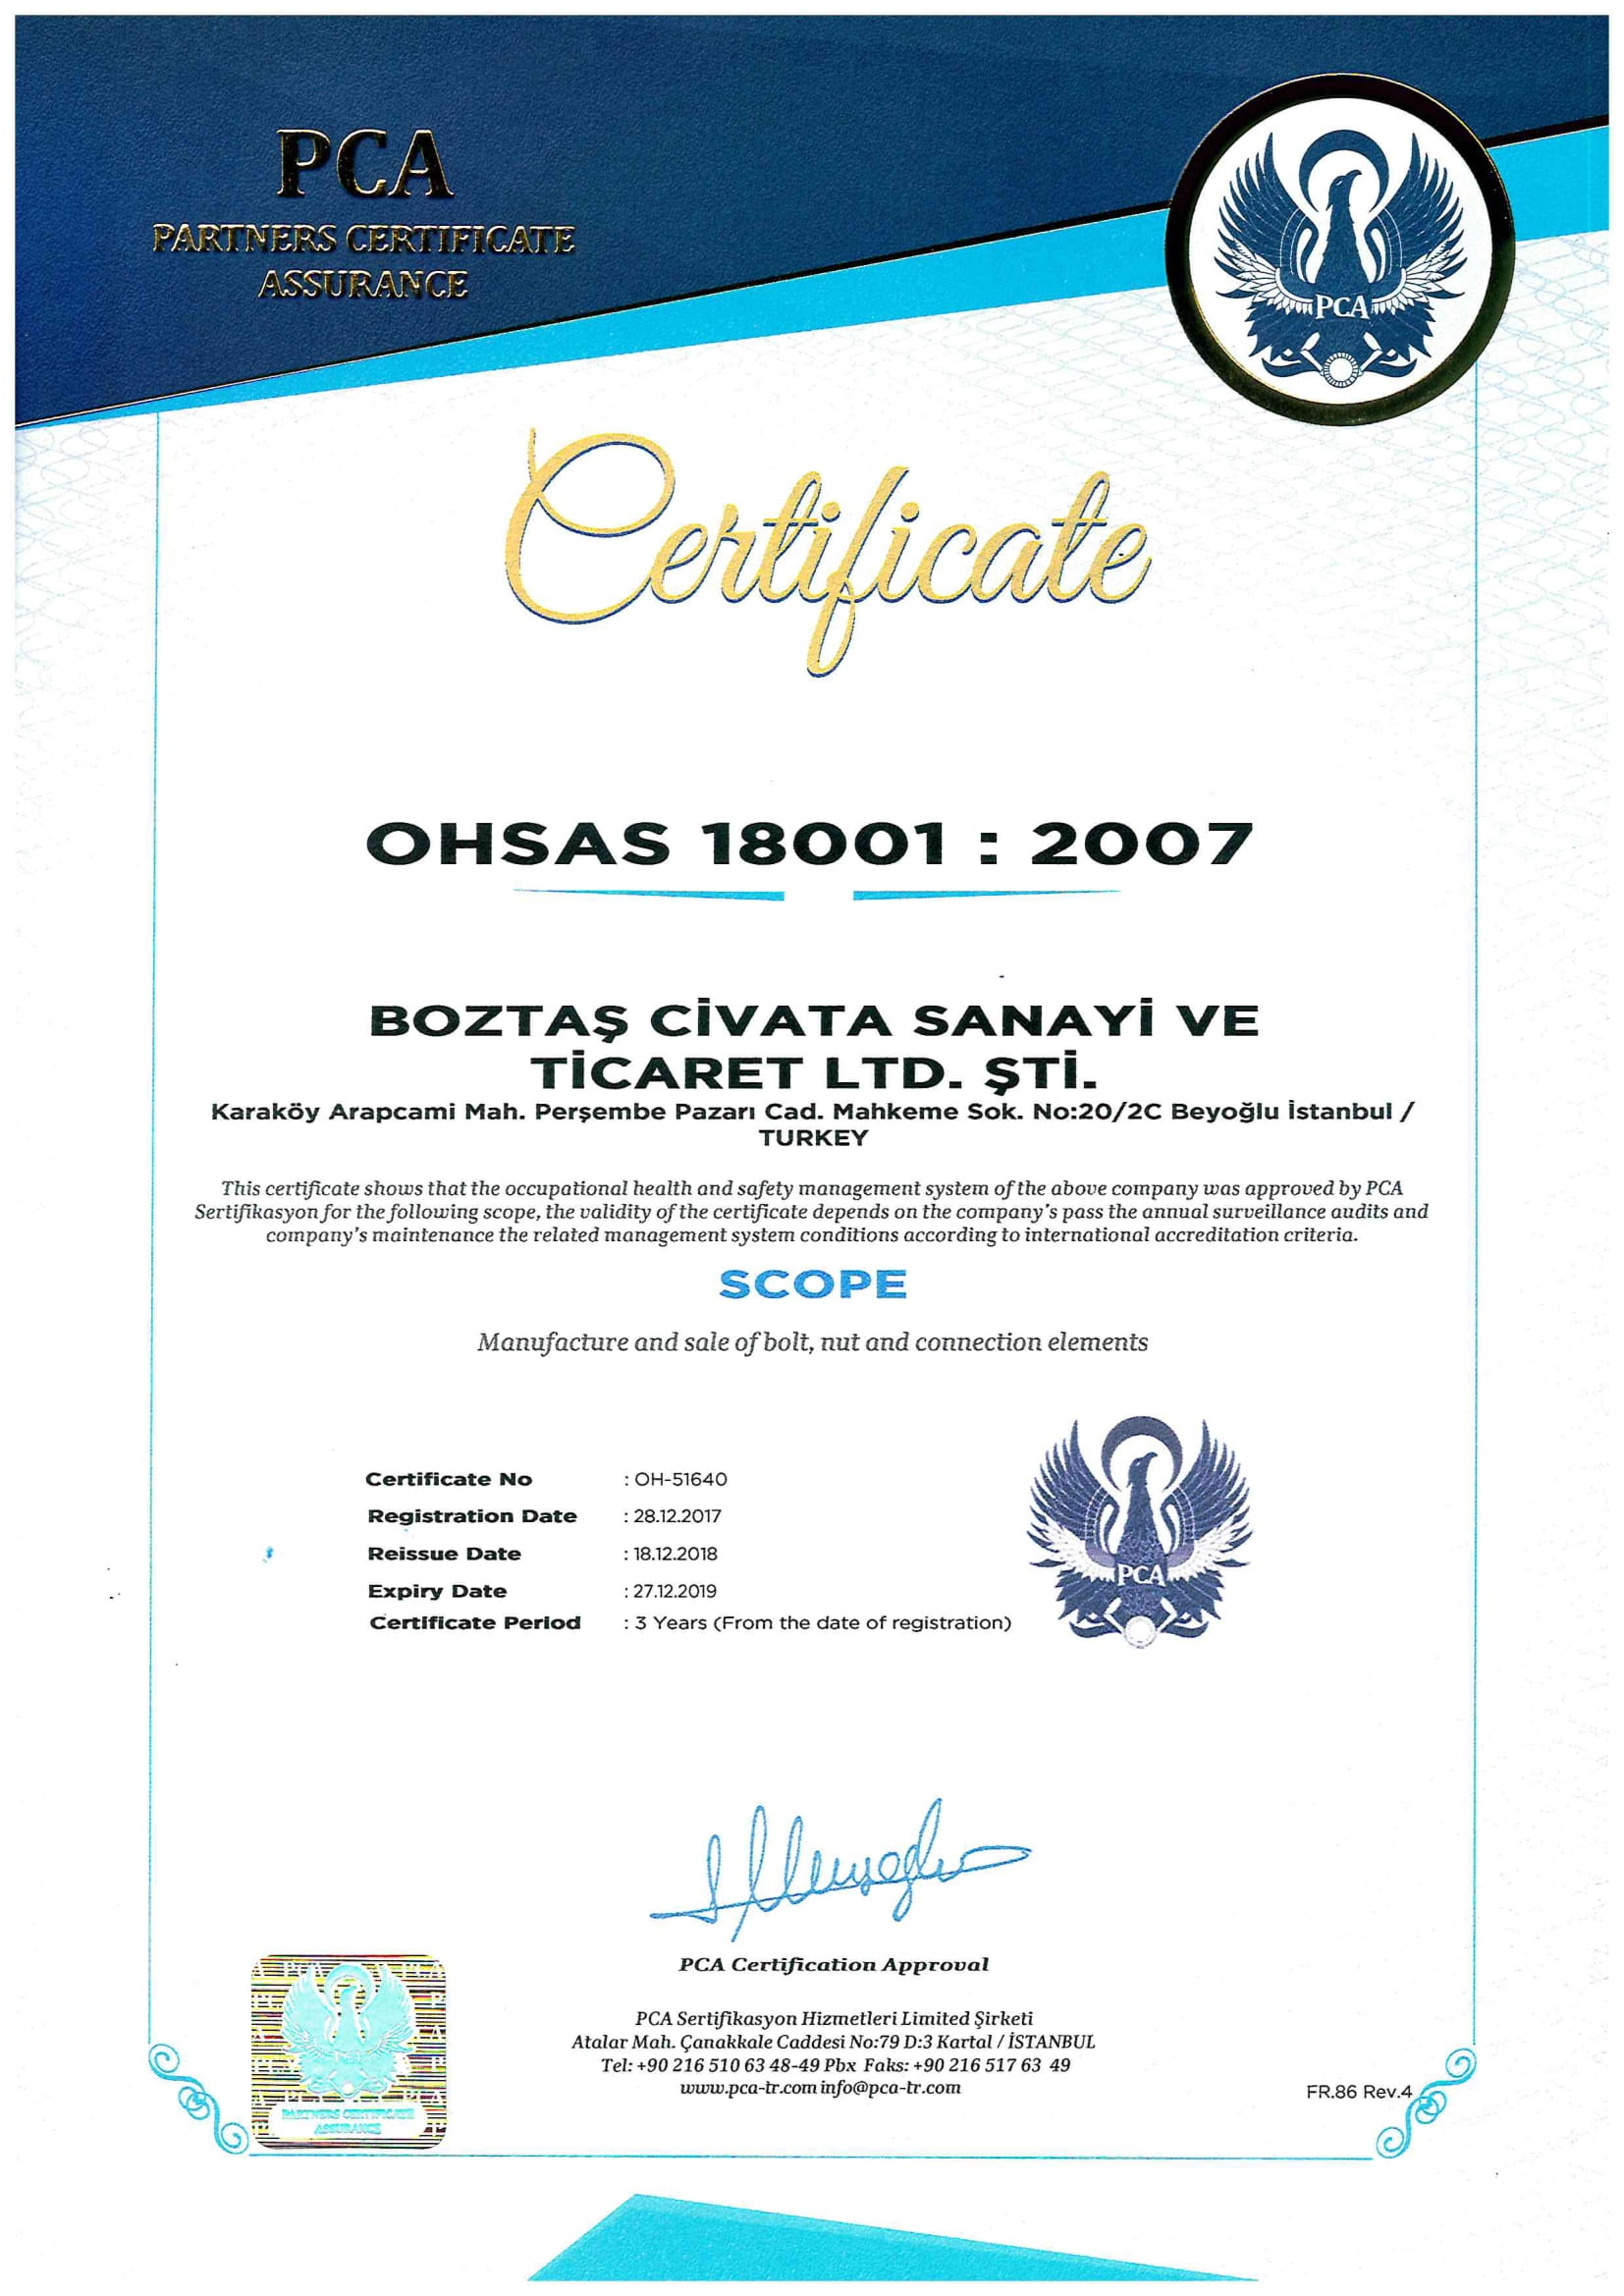 PCA
PARTNERS CERTIFICATE
ASSURANCE
PCA
Certificate
OHSAS 18001 : 2007
BOZTAŞ CİVATA SANAYİ VE
TİCARET LTD. ŞTİ.
Karaköy Arapcami Mah. Perşembe Pazarı Cad. Mahkeme Sok. No:20/2C Beyoğlu İstanbul /
TURKEY
This certificate shows that the occupational health and safety management system of the above company was approved by PCA
Sertifikasyon for the following scope, the validity of the certificate depends on the company's pass the annual surveillance audits and
company's maintenance the related management system conditions according to international accreditation criteria.
SCOPE
Manufacture and sale of bolt, nut and connection elements
Certificate No : OH-51640
Registration Date : 28.12.2017
Reissue Date : 18.12.2018
Expiry Date : 27.12.2019
Certificate Period : 3 Years (From the date of registration)
PCA
PCA Certification Approval
PCA Sertifikasyon Hizmetleri Limited Şirketi
Atalar Mah. Çanakkale Caddesi No:79 D:3 Kartal / İSTANBUL
Tel: +90 216 510 63 48-49 Pbx Faks: +90 216 517 63 49
www.pca-tr.com info@pca-tr.com
FR.86 Rev.4
PARTNERS CERTIFICATE
ASSURANCE